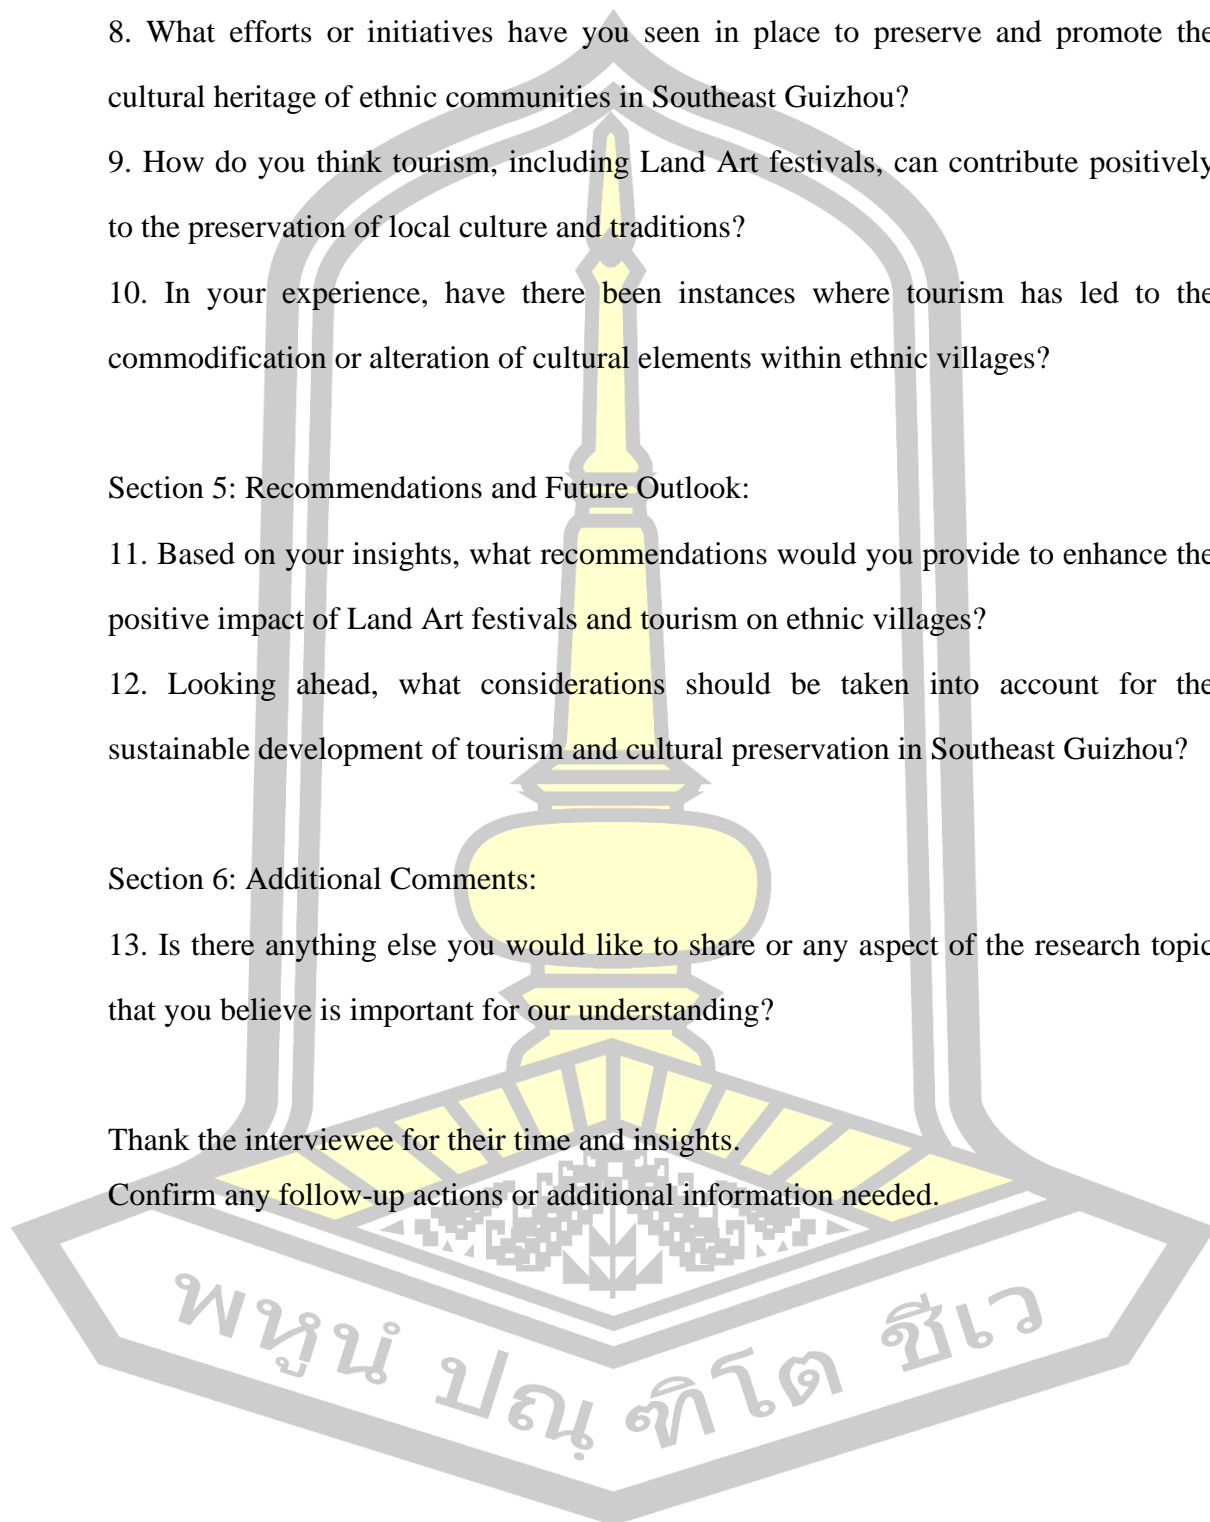 8. What efforts or initiatives have you seen in place to preserve and promote the
cultural heritage of ethnic communities in Southeast Guizhou?
9. How do you think tourism, including Land Art festivals, can contribute positively
to the preservation of local culture and traditions?
10. In your experience, have there been instances where tourism has led to the
commodification or alteration of cultural elements within ethnic villages?
Section 5: Recommendations and Future Outlook:
11. Based on your insights, what recommendations would you provide to enhance the
positive impact of Land Art festivals and tourism on ethnic villages?
12. Looking ahead, what considerations should be taken into account for the
sustainable development of tourism and cultural preservation in Southeast Guizhou?
Section 6: Additional Comments:
13. Is there anything else you would like to share or any aspect of the research topic
that you believe is important for our understanding?
Thank the interviewee for their time and insights.
Confirm any follow-up actions or additional information needed.
พหูนํ ปณฺฑิโต ชีเว